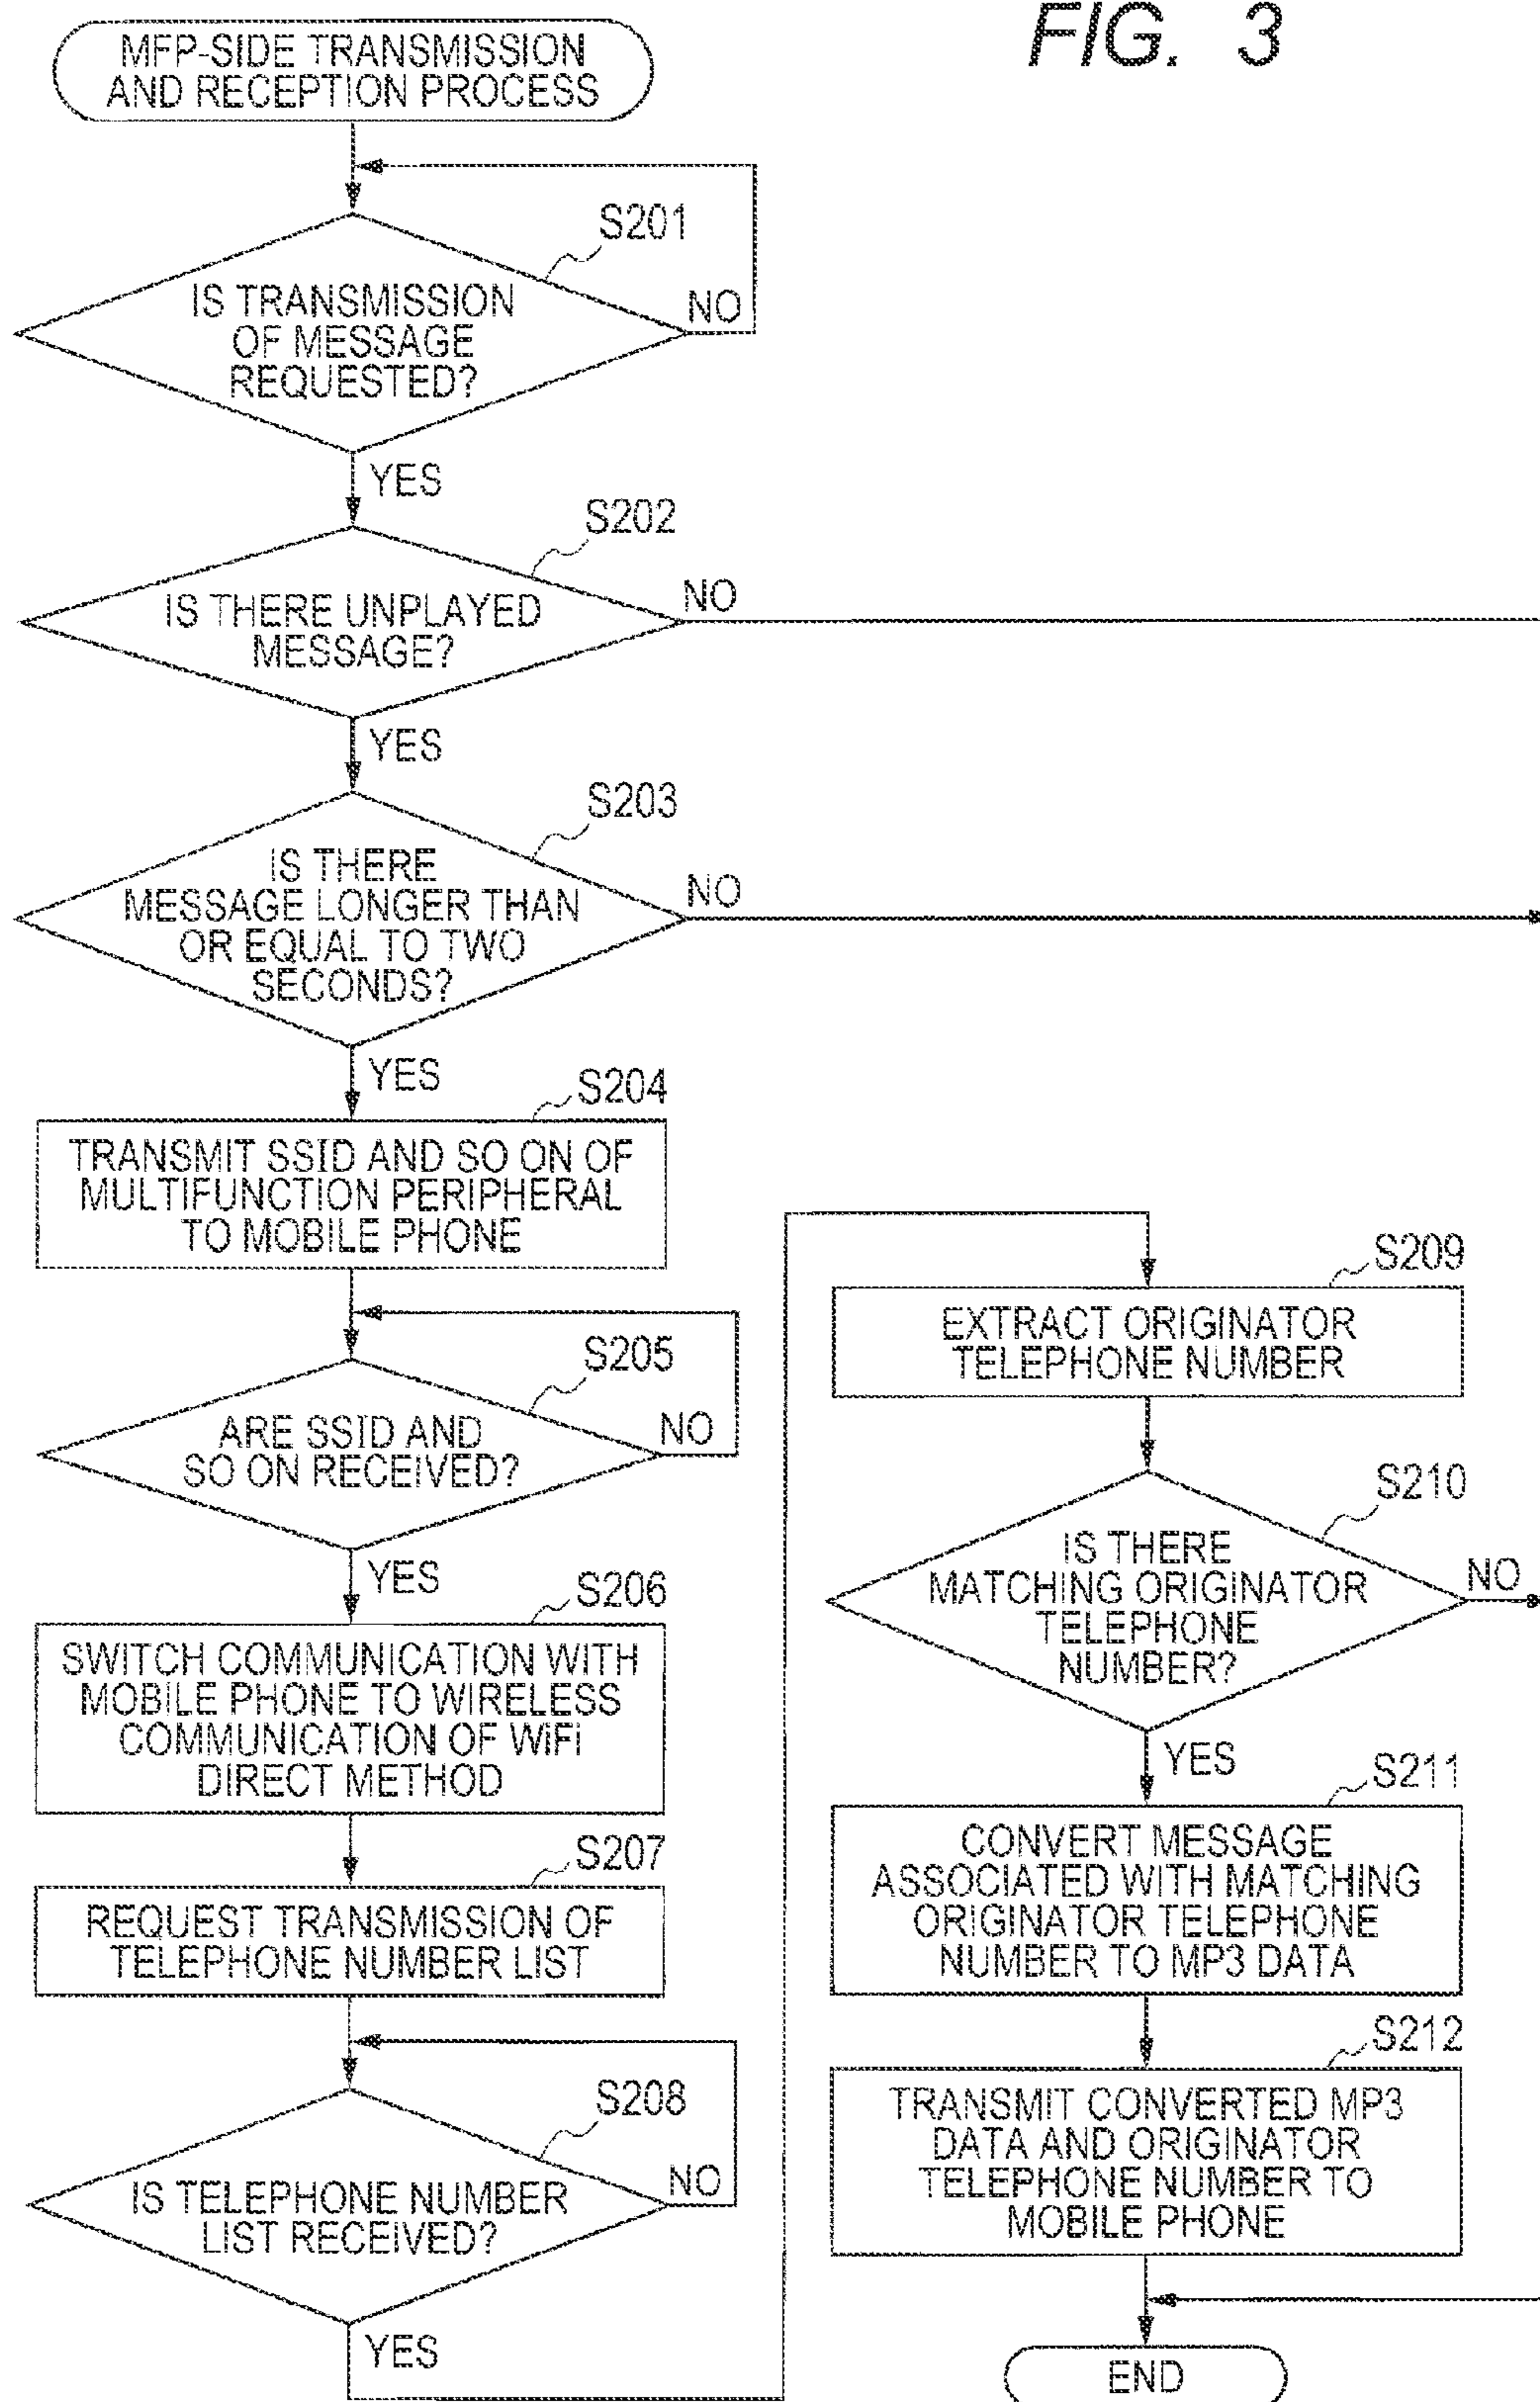 FIG. 3
MFP-SIDE TRANSMISSION
AND RECEPTION PROCESS
S201
IS TRANSMISSION
OF MESSAGE
REQUESTED?
NO
YES
S202
IS THERE UNPLAYED
MESSAGE?
NO
YES
S203
IS THERE
MESSAGE LONGER THAN
OR EQUAL TO TWO
SECONDS?
NO
YES
S204
TRANSMIT SSID AND SO ON OF
MULTIFUNCTION PERIPHERAL
TO MOBILE PHONE
S205
ARE SSID AND
SO ON RECEIVED?
NO
YES
S206
SWITCH COMMUNICATION WITH
MOBILE PHONE TO WIRELESS
COMMUNICATION OF WiFi
DIRECT METHOD
S207
REQUEST TRANSMISSION OF
TELEPHONE NUMBER LIST
S208
IS TELEPHONE NUMBER
LIST RECEIVED?
NO
YES
S209
EXTRACT ORIGINATOR
TELEPHONE NUMBER
S210
IS THERE
MATCHING ORIGINATOR
TELEPHONE
NUMBER?
NO
YES
S211
CONVERT MESSAGE
ASSOCIATED WITH MATCHING
ORIGINATOR TELEPHONE
NUMBER TO MP3 DATA
S212
TRANSMIT CONVERTED MP3
DATA AND ORIGINATOR
TELEPHONE NUMBER TO
MOBILE PHONE
END